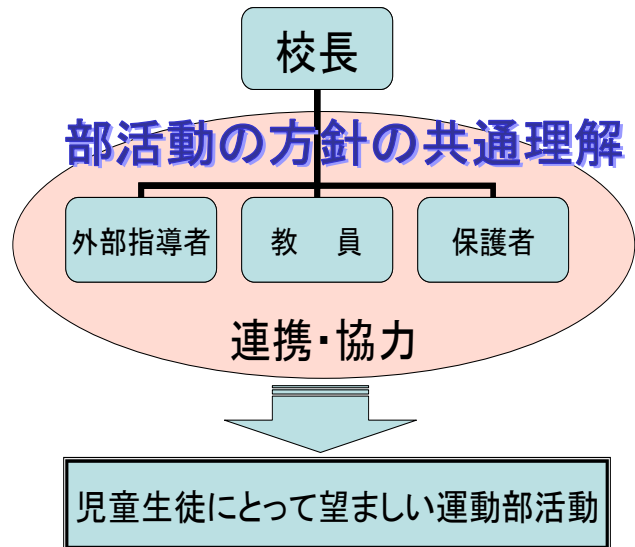 校長
部活動の方針の共通理解
外部指導者
教　員
保護者
連携・協力
児童生徒にとって望ましい運動部活動